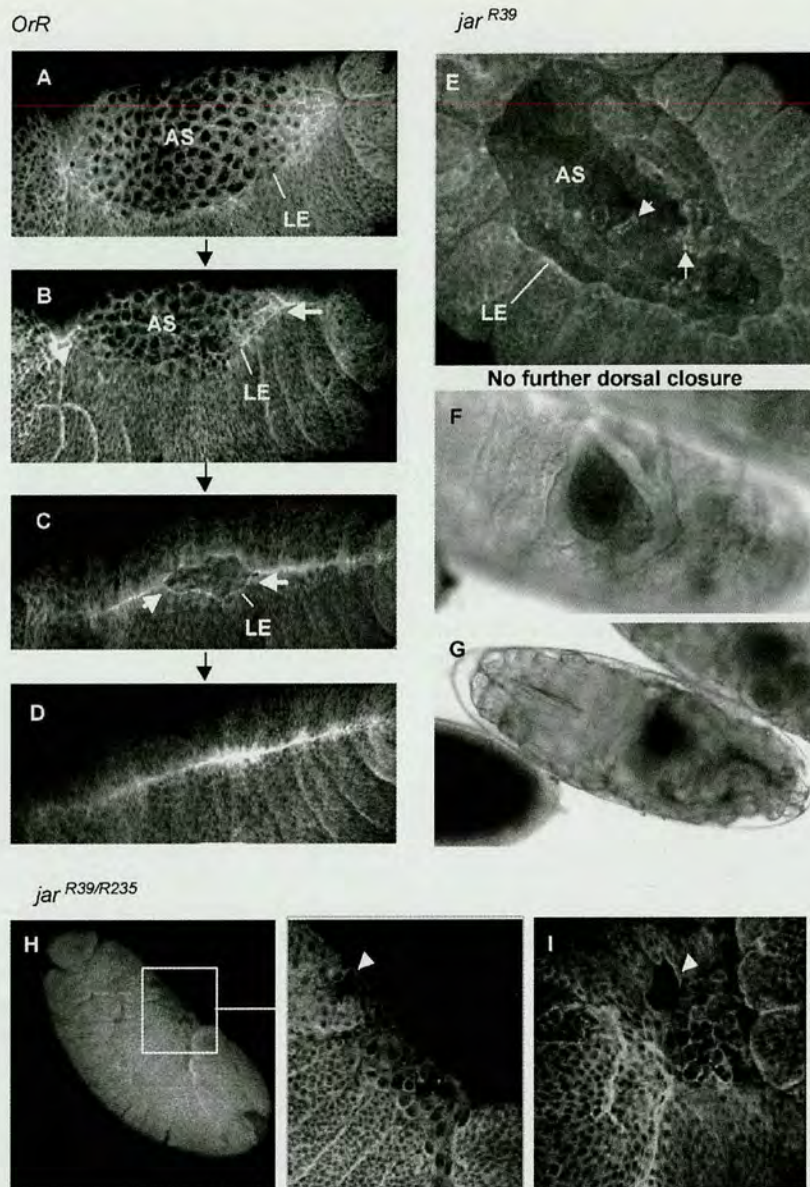 OrR
A
AS
LE
B
AS
LE
C
LE
D
jar R39
E
AS
LE
No further dorsal closure
F
G
jar R39/R235
H
I